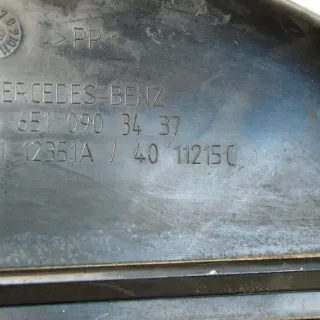 >PP<
MERCEDES-BENZ
651 090 34 37
12351A / 40 11215C